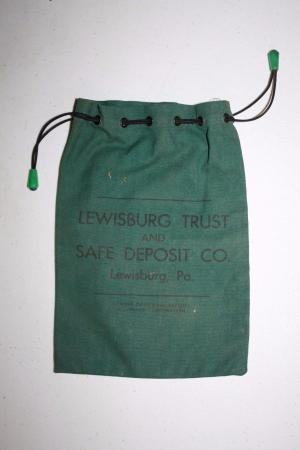 LEWISBURG TRUST
AND
SAFE DEPOSIT CO.
Lewisburg, Pa.